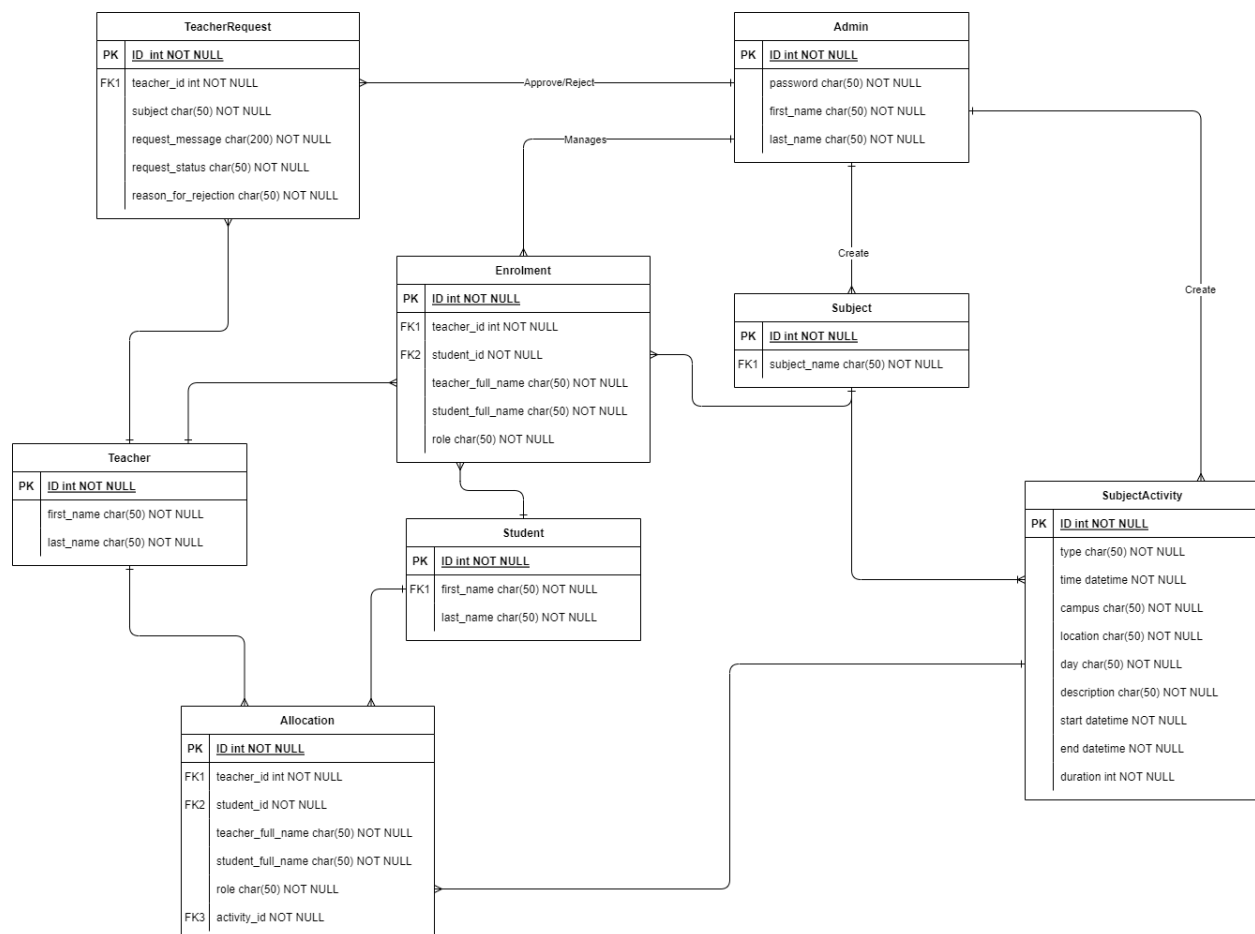 TeacherRequest
PK ID int NOT NULL
FK1 teacher_id int NOT NULL
subject char(50) NOT NULL
request_message char(200) NOT NULL
request_status char(50) NOT NULL
reason_for_rejection char(50) NOT NULL
Approve/Reject
Admin
PK ID int NOT NULL
password char(50) NOT NULL
first_name char(50) NOT NULL
last_name char(50) NOT NULL
Manages
Create
Create
Enrolment
PK ID int NOT NULL
FK1 teacher_id int NOT NULL
FK2 student_id NOT NULL
teacher_full_name char(50) NOT NULL
student_full_name char(50) NOT NULL
role char(50) NOT NULL
Subject
PK ID int NOT NULL
FK1 subject_name char(50) NOT NULL
Teacher
PK ID int NOT NULL
first_name char(50) NOT NULL
last_name char(50) NOT NULL
Student
PK ID int NOT NULL
FK1 first_name char(50) NOT NULL
last_name char(50) NOT NULL
SubjectActivity
PK ID int NOT NULL
type char(50) NOT NULL
time datetime NOT NULL
campus char(50) NOT NULL
location char(50) NOT NULL
day char(50) NOT NULL
description char(50) NOT NULL
start datetime NOT NULL
end datetime NOT NULL
duration int NOT NULL
Allocation
PK ID int NOT NULL
FK1 teacher_id int NOT NULL
FK2 student_id NOT NULL
teacher_full_name char(50) NOT NULL
student_full_name char(50) NOT NULL
role char(50) NOT NULL
FK3 activity_id NOT NULL